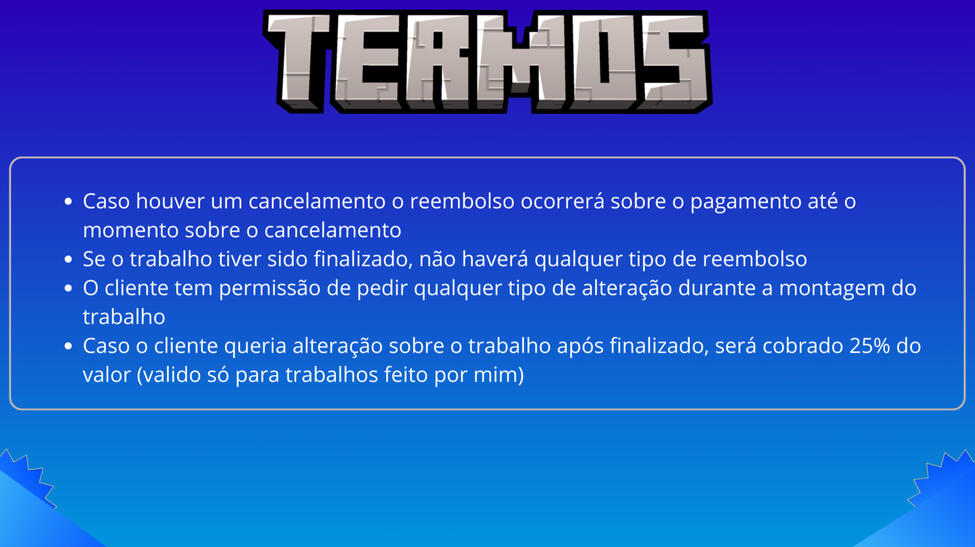 TERMOS
• Caso houver um cancelamento o reembolso ocorrerá sobre o pagamento até o
momento sobre o cancelamento
• Se o trabalho tiver sido finalizado, não haverá qualquer tipo de reembolso
• O cliente tem permissão de pedir qualquer tipo de alteração durante a montagem do
trabalho
• Caso o cliente queria alteração sobre o trabalho após finalizado, será cobrado 25% do
valor (valido só para trabalhos feito por mim)